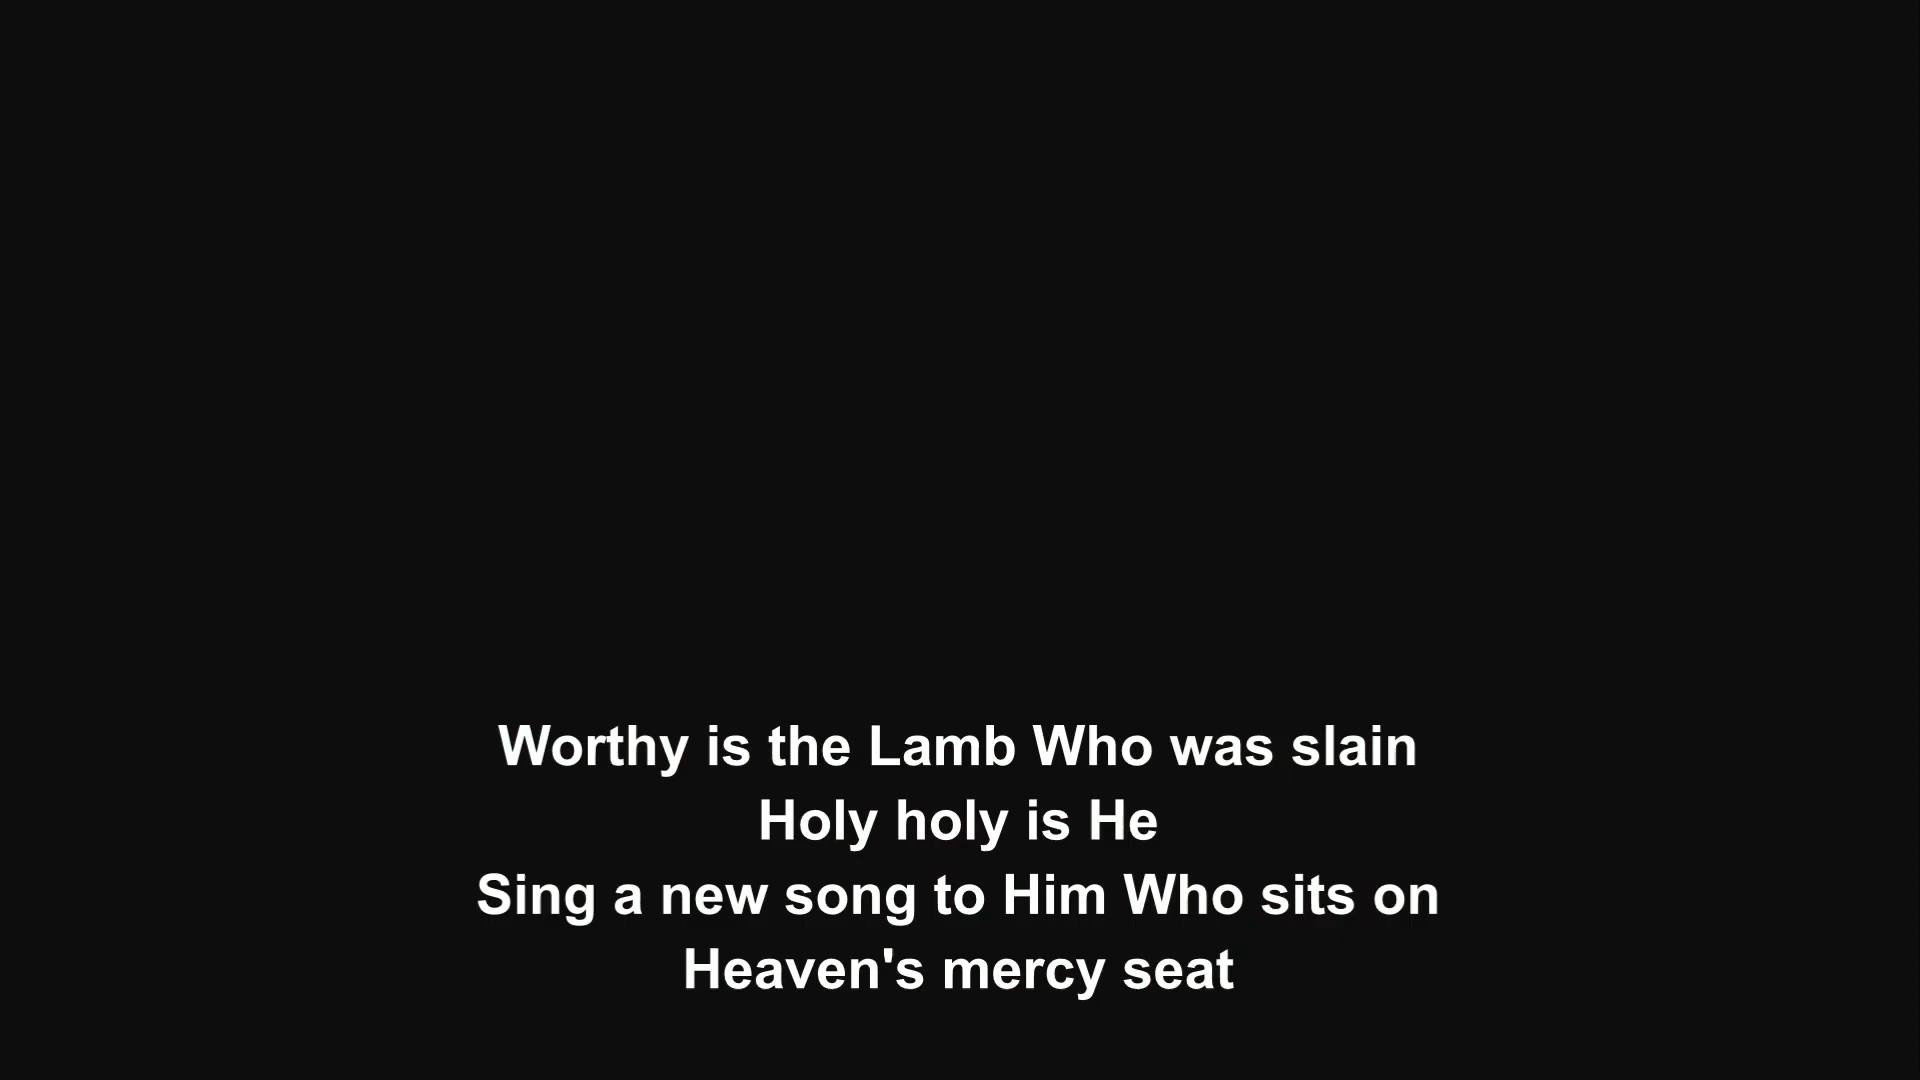 Worthy is the Lamb Who was slain
Holy holy is He
Sing a new song to Him Who sits on
Heaven's mercy seat